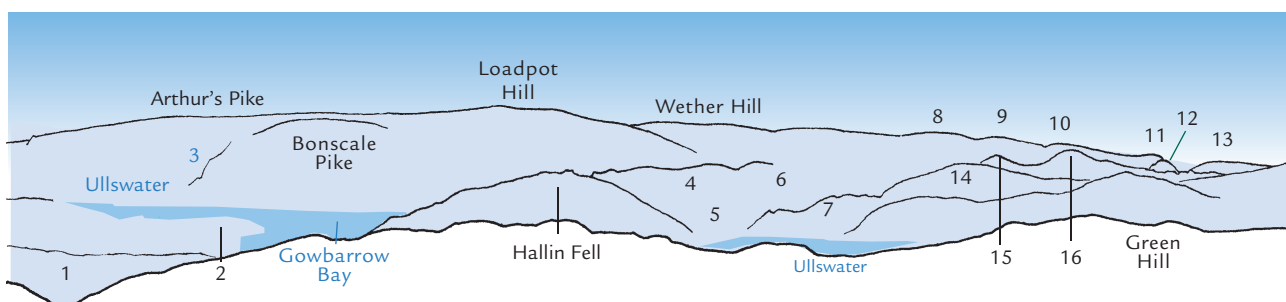 Loadpot
Hill
Arthur's Pike
Wether Hill
8
9
10
11
12
13
3
Bonscale
Pike
Ullswater
4
6
14
5
7
1
2
Gowbarrow
Bay
Hallin Fell
Ullswater
15
16
Green
Hill